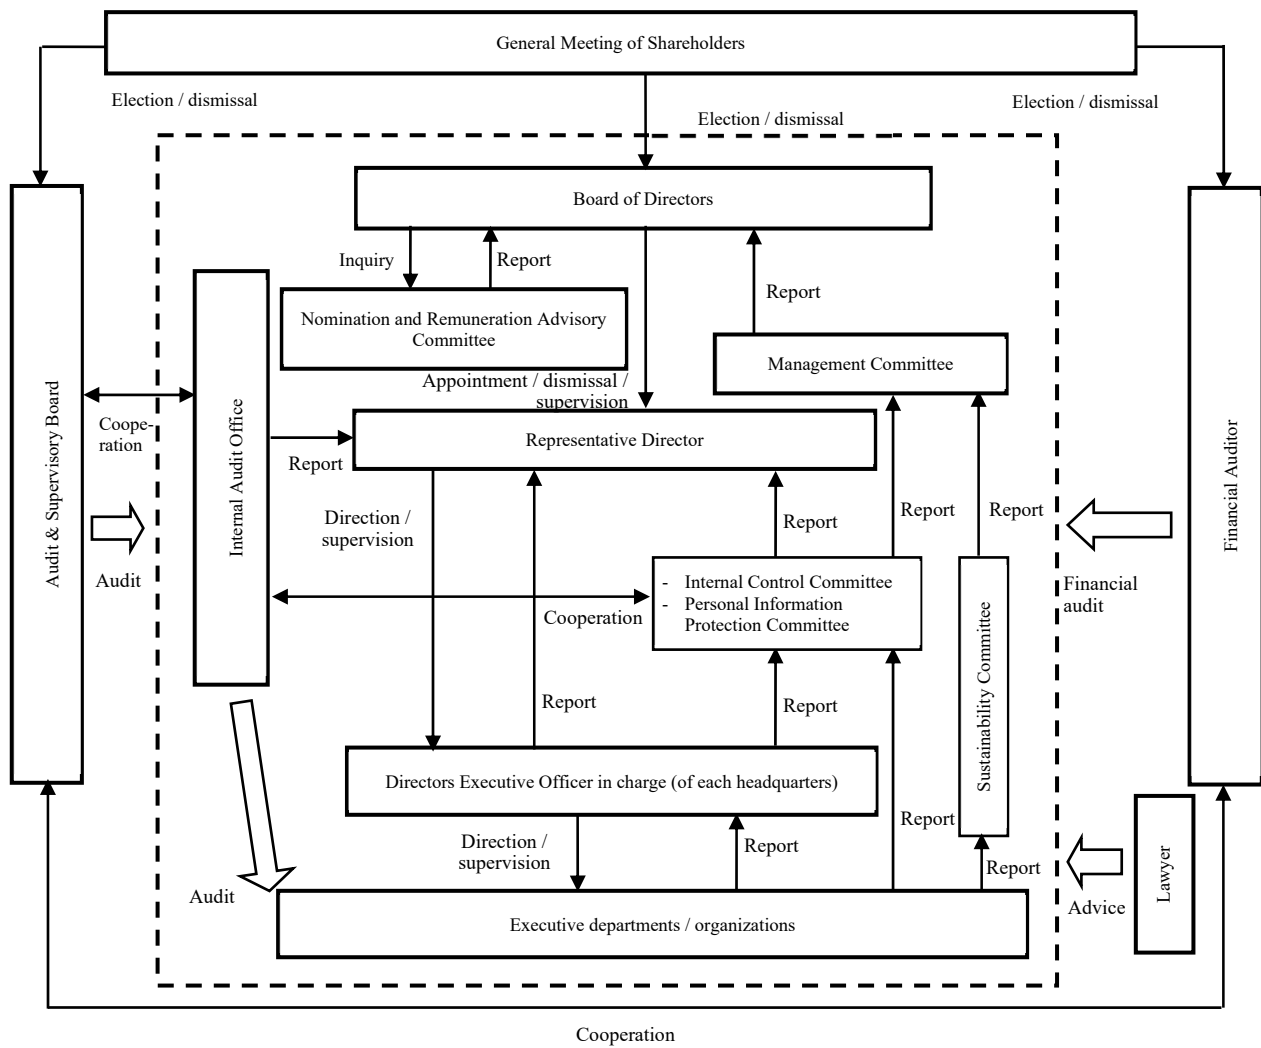 General Meeting of Shareholders
Election / dismissal
Election / dismissal
Election / dismissal
Board of Directors
Inquiry
Report
Report
Nomination and Remuneration Advisory
Committee
Management Committee
Appointment / dismissal /
supervision
Audit & Supervisory Board
Coope-
ration
Internal Audit Office
Report
Representative Director
Financial Auditor
Direction /
supervision
Report
Report
Report
Audit
- Internal Control Committee
- Personal Information
Protection Committee
Cooperation
Sustainability Committee
Financial
audit
Report
Report
Directors Executive Officer in charge (of each headquarters)
Direction /
supervision
Report
Report
Report
Audit
Executive departments / organizations
Advice
Lawyer
Cooperation